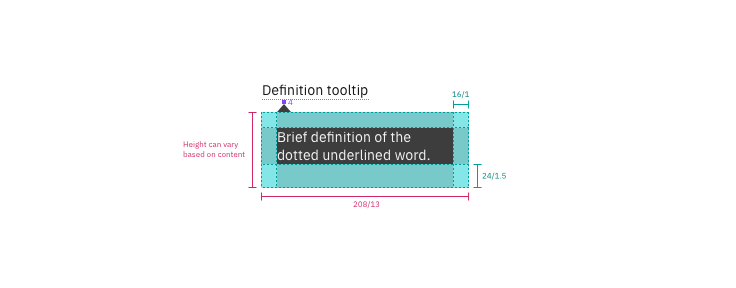 Definition tooltip
4
16/1
Brief definition of the
dotted underlined word.
Height can vary
based on content
24/1.5
208/13